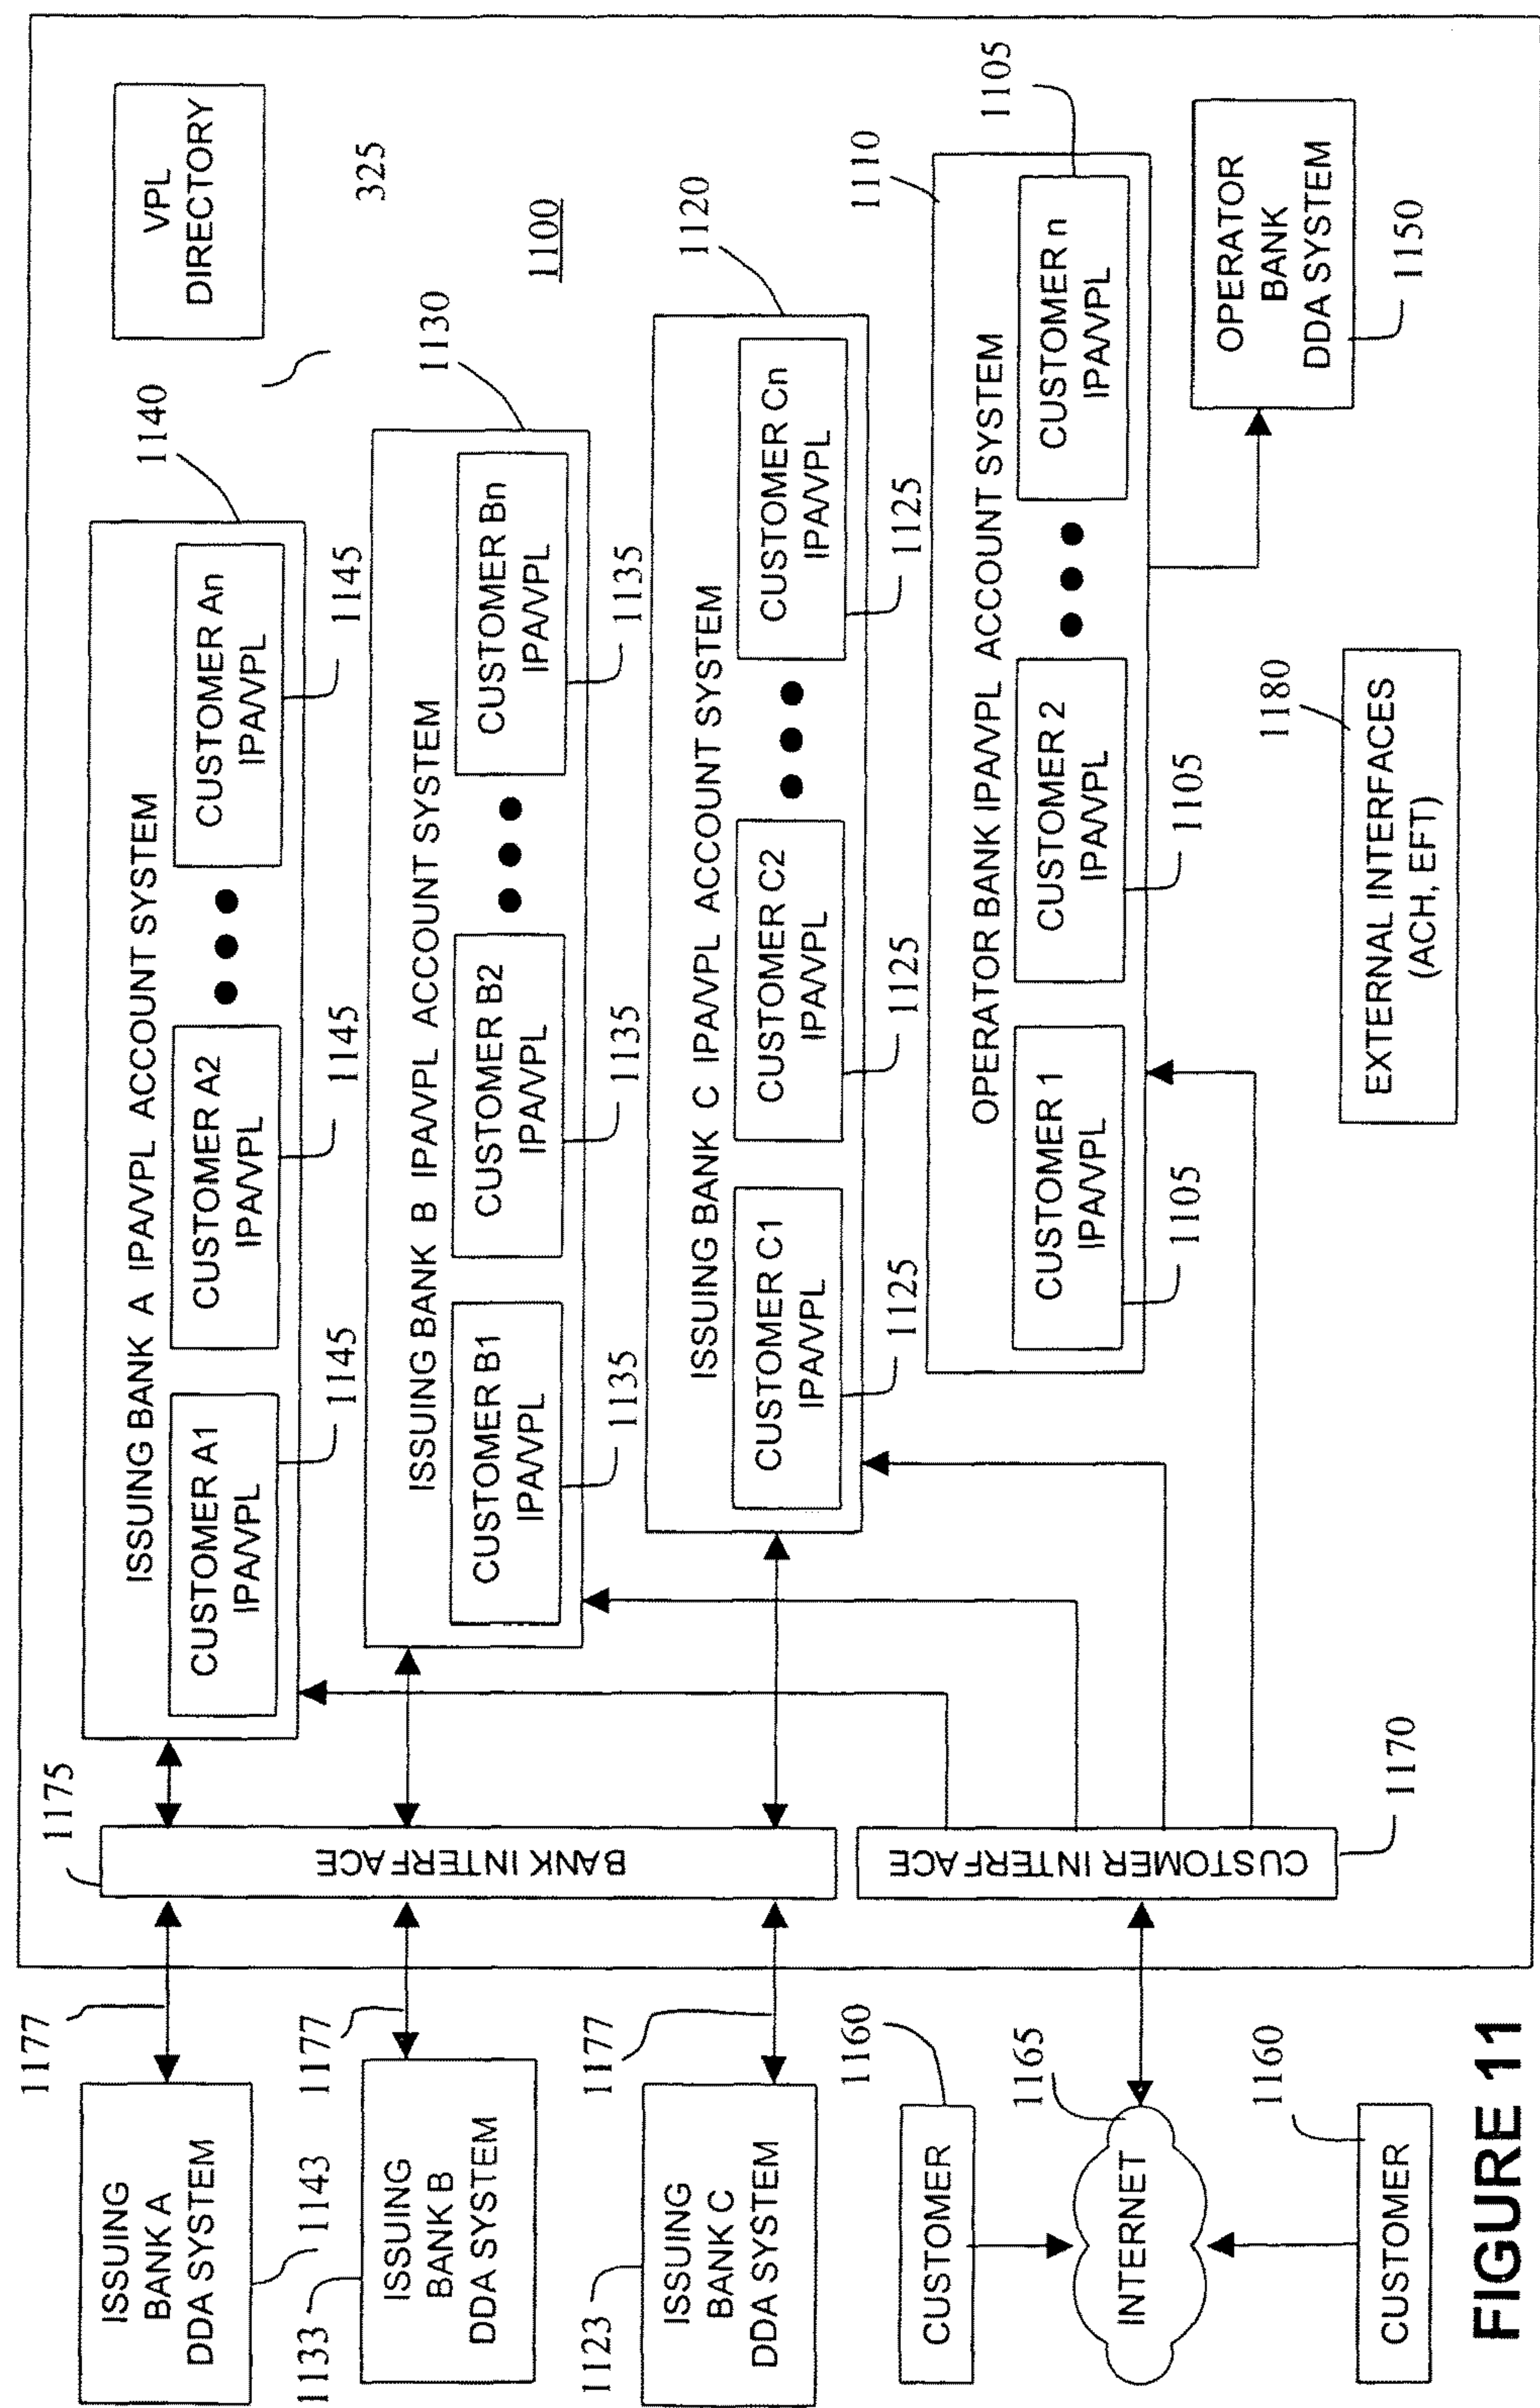 1177
ISSUING
BANK A
DDA SYSTEM
1143
1177
ISSUING
BANK B
DDA SYSTEM
1133
1177
ISSUING
BANK C
DDA SYSTEM
1123
CUSTOMER
1160
INTERNET
1165
CUSTOMER
1160
1175
BANK INTERFACE
CUSTOMER INTERFACE
1170
ISSUING BANK A IPA/VPL ACCOUNT SYSTEM
1140
CUSTOMER A1
IPA/VPL
1145
CUSTOMER A2
IPA/VPL
1145
CUSTOMER An
IPA/VPL
1145
VPL
DIRECTORY
325
1100
ISSUING BANK B IPA/VPL ACCOUNT SYSTEM
1130
CUSTOMER B1
IPA/VPL
1135
CUSTOMER B2
IPA/VPL
1135
CUSTOMER Bn
IPA/VPL
1135
ISSUING BANK C IPA/VPL ACCOUNT SYSTEM
1120
CUSTOMER C1
IPA/VPL
1125
CUSTOMER C2
IPA/VPL
1125
CUSTOMER Cn
IPA/VPL
1125
OPERATOR BANK IPA/VPL ACCOUNT SYSTEM
1110
CUSTOMER 1
IPA/VPL
1105
CUSTOMER 2
IPA/VPL
1105
CUSTOMER n
IPA/VPL
1105
OPERATOR
BANK
DDA SYSTEM
1150
EXTERNAL INTERFACES
(ACH, EFT)
1180
FIGURE 11